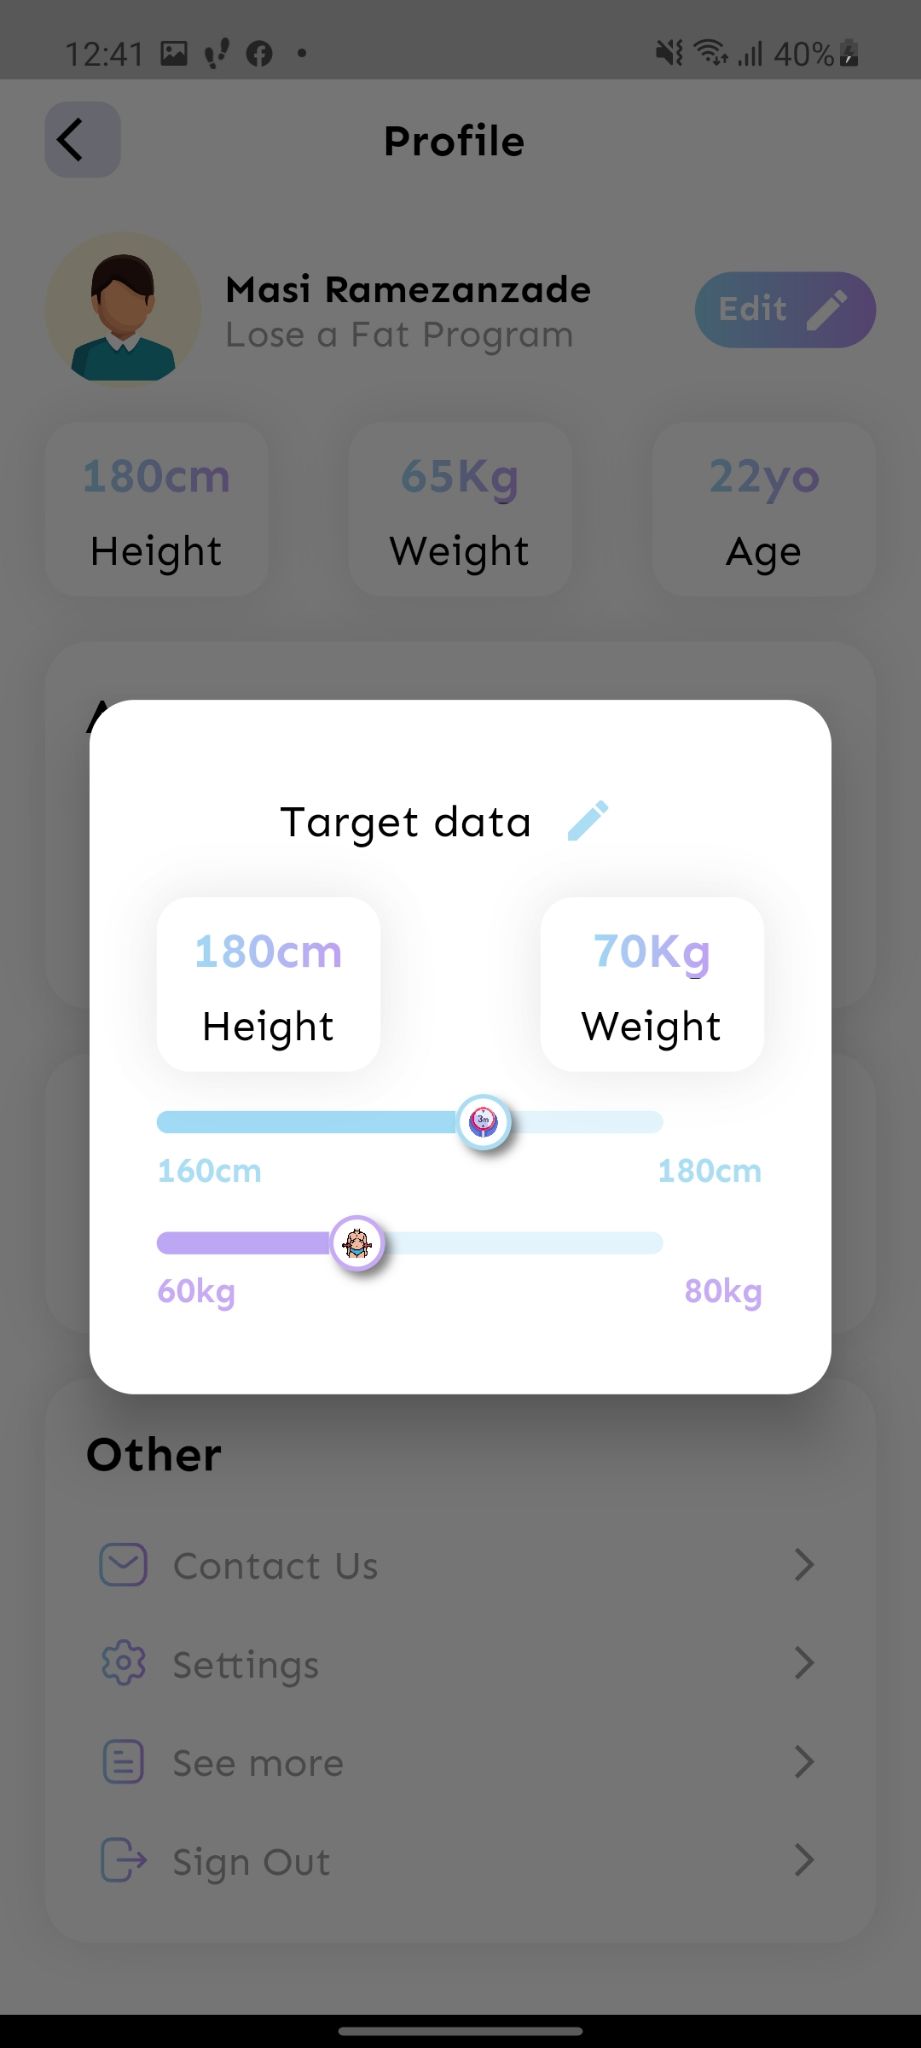 12:41
40%
Profile
Masi Ramezanzade
Lose a Fat Program
Edit
180cm
65Kg
22yo
Height
Weight
Age
Target data
180cm
70Kg
Height
Weight
3m
160cm
180cm
60kg
80kg
Other
Contact Us
Settings
See more
Sign Out